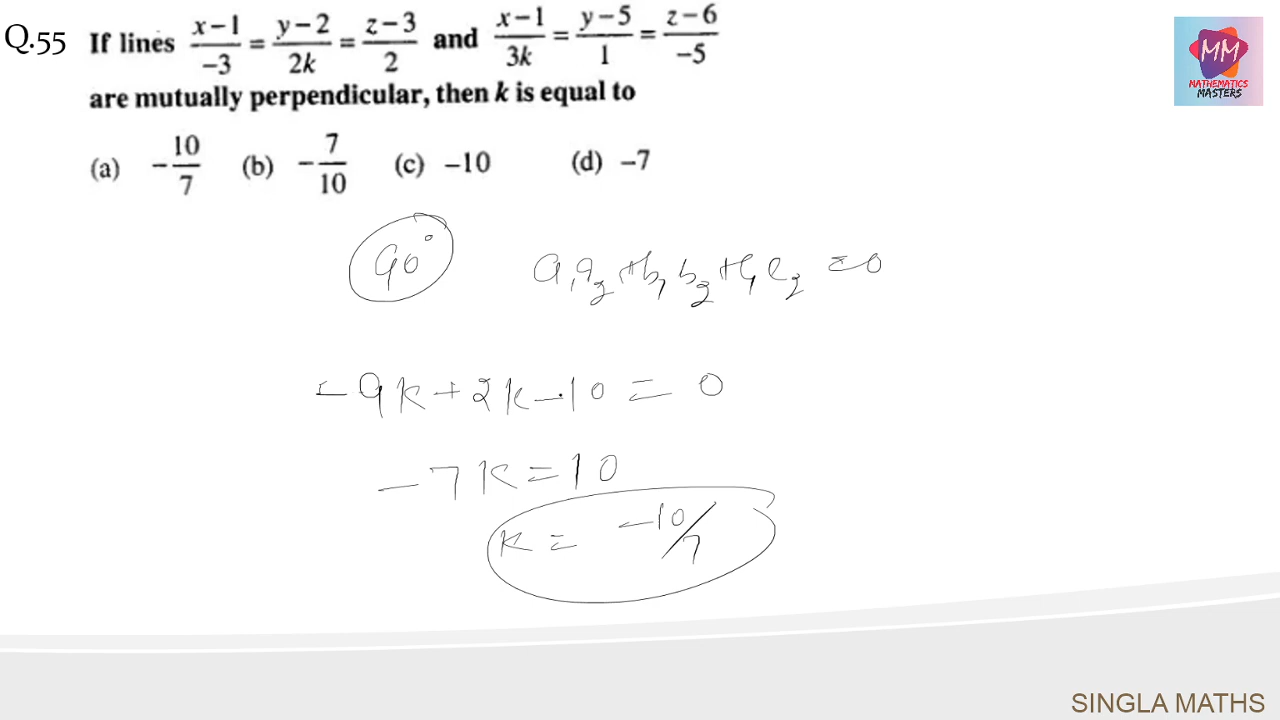 Q.55 If lines x-1/-3 = y-2/2k = z-3/2 and x-1/3k = y-5/1 = z-6/-5
are mutually perpendicular, then k is equal to
(a) -10/7 (b) -7/10 (c) -10 (d) -7
90°
a₁a₂+b₁b₂+c₁c₂=0
-9k+2k-10=0
-7k=10
k= -10/7
MM
MATHEMATICS
MASTERS
SINGLA MATHS